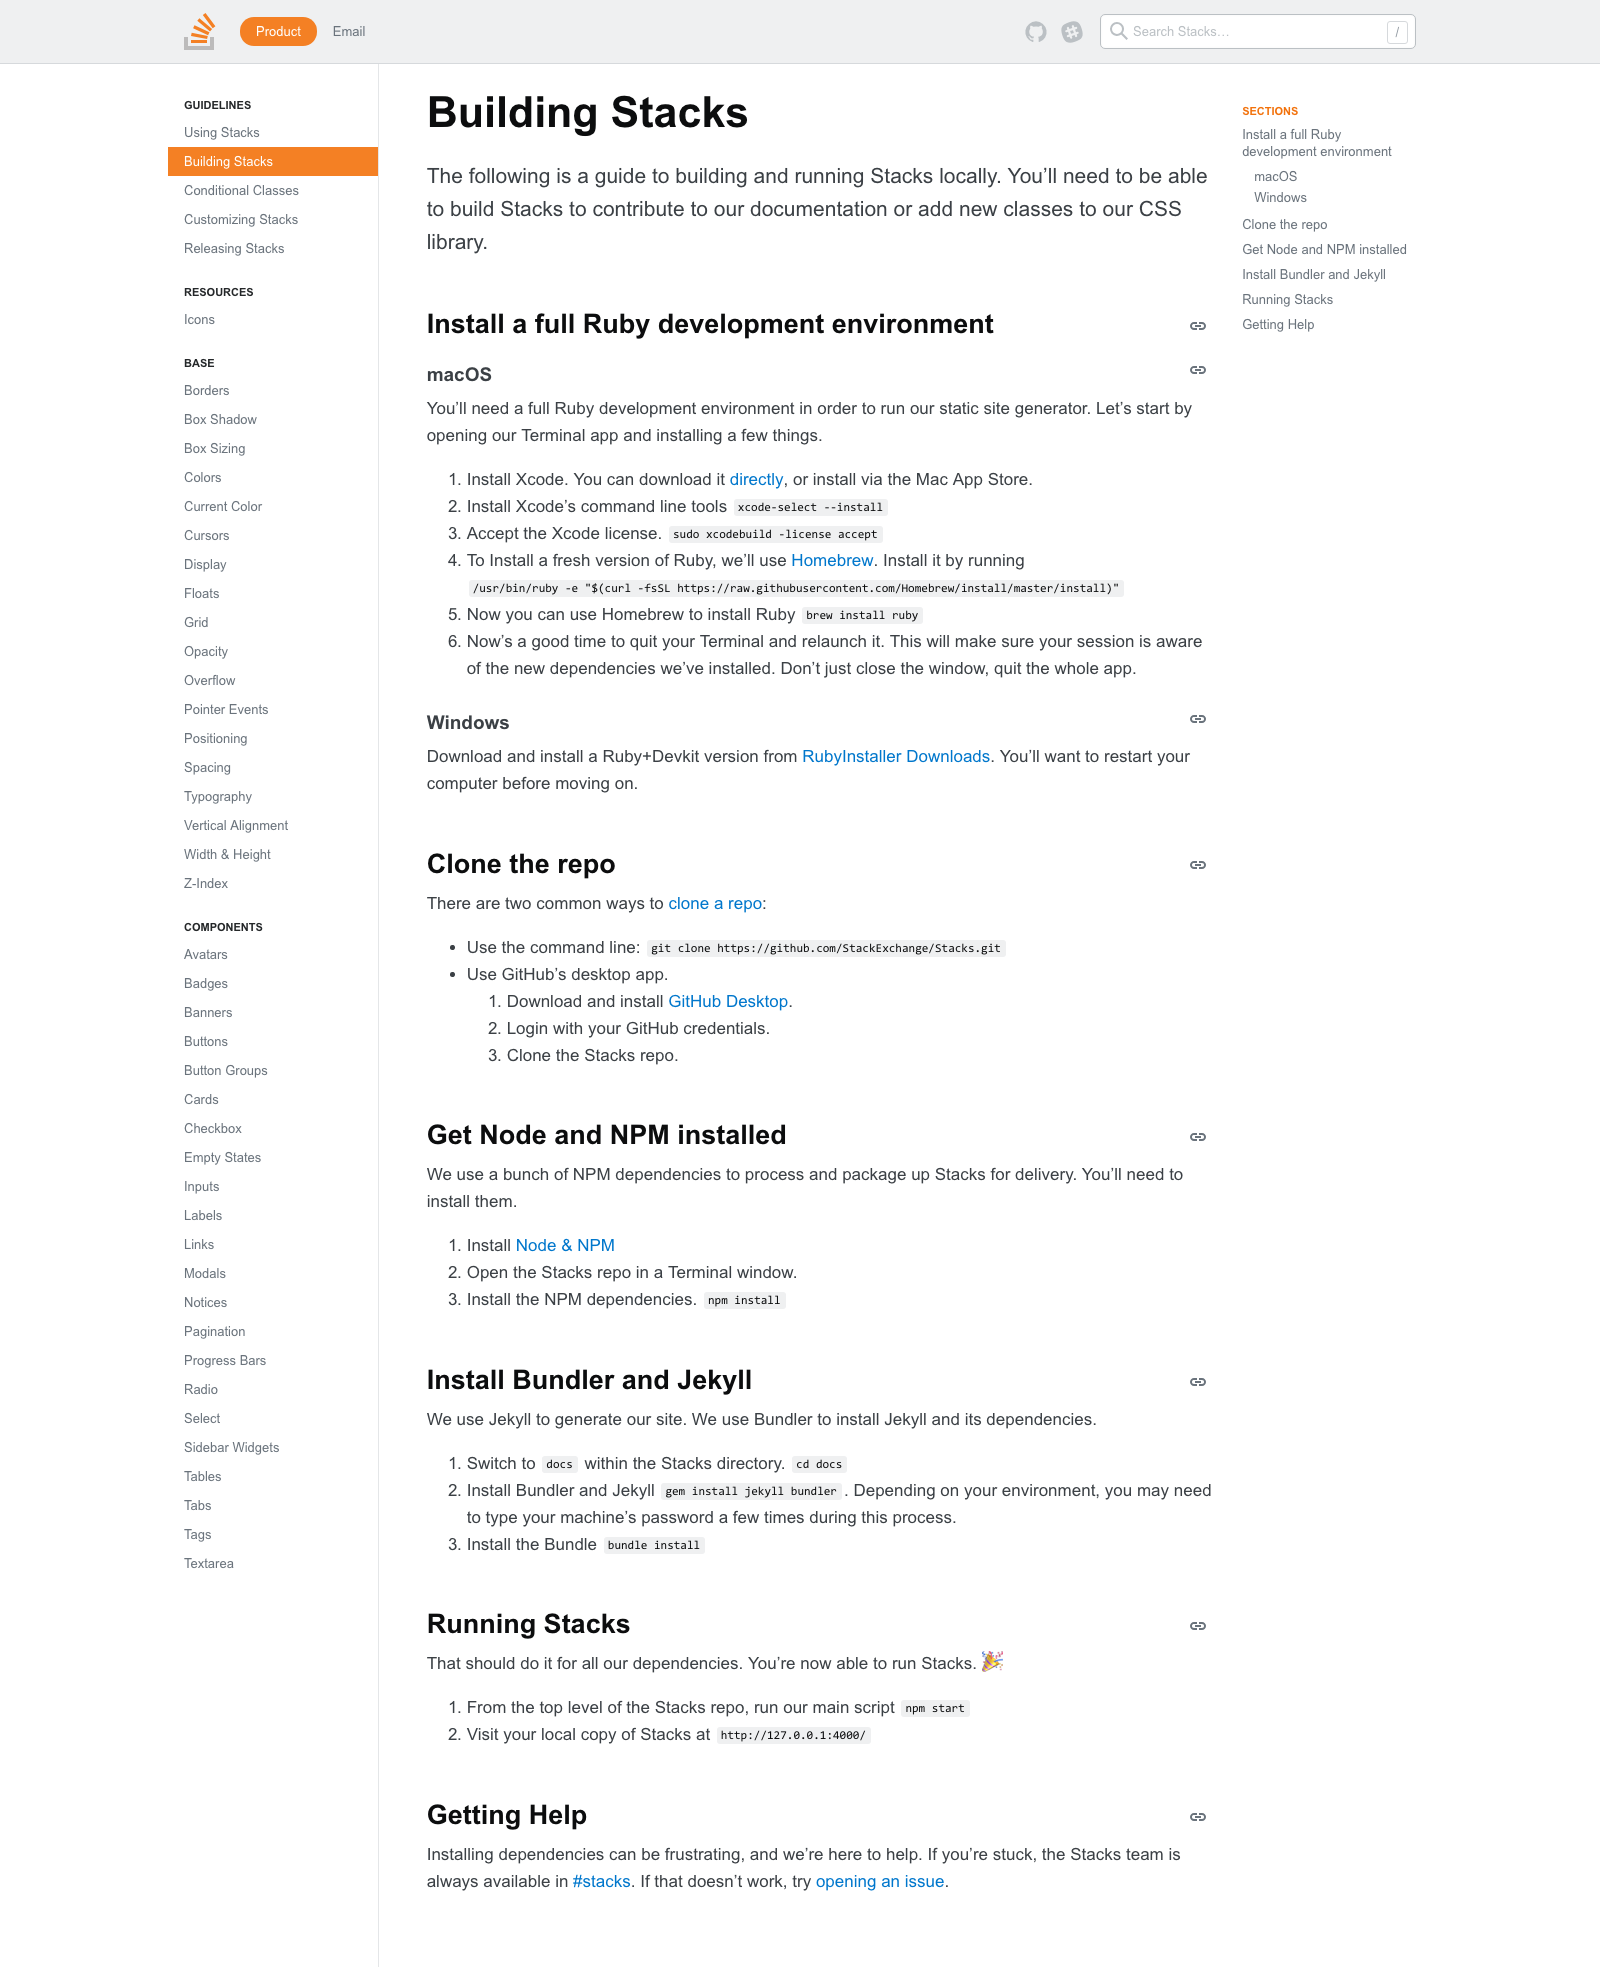 Product
Email
Search Stacks...
/
GUIDELINES
Using Stacks
Building Stacks
Conditional Classes
Customizing Stacks
Releasing Stacks
RESOURCES
Icons
BASE
Borders
Box Shadow
Box Sizing
Colors
Current Color
Cursors
Display
Floats
Grid
Opacity
Overflow
Pointer Events
Positioning
Spacing
Typography
Vertical Alignment
Width & Height
Z-Index
COMPONENTS
Avatars
Badges
Banners
Buttons
Button Groups
Cards
Checkbox
Empty States
Inputs
Labels
Links
Modals
Notices
Pagination
Progress Bars
Radio
Select
Sidebar Widgets
Tables
Tabs
Tags
Textarea
Building Stacks
The following is a guide to building and running Stacks locally. You’ll need to be able
to build Stacks to contribute to our documentation or add new classes to our CSS
library.
Install a full Ruby development environment
macOS
You’ll need a full Ruby development environment in order to run our static site generator. Let’s start by
opening our Terminal app and installing a few things.
1. Install Xcode. You can download it directly, or install via the Mac App Store.
2. Install Xcode’s command line tools xcode-select --install
3. Accept the Xcode license. sudo xcodebuild -license accept
4. To Install a fresh version of Ruby, we’ll use Homebrew. Install it by running
/usr/bin/ruby -e "$(curl -fsSL https://raw.githubusercontent.com/Homebrew/install/master/install)"
5. Now you can use Homebrew to install Ruby brew install ruby
6. Now’s a good time to quit your Terminal and relaunch it. This will make sure your session is aware
of the new dependencies we’ve installed. Don’t just close the window, quit the whole app.
Windows
Download and install a Ruby+Devkit version from RubyInstaller Downloads. You’ll want to restart your
computer before moving on.
Clone the repo
There are two common ways to clone a repo:
• Use the command line: git clone https://github.com/StackExchange/Stacks.git
• Use GitHub’s desktop app.
1. Download and install GitHub Desktop.
2. Login with your GitHub credentials.
3. Clone the Stacks repo.
Get Node and NPM installed
We use a bunch of NPM dependencies to process and package up Stacks for delivery. You’ll need to
install them.
1. Install Node & NPM
2. Open the Stacks repo in a Terminal window.
3. Install the NPM dependencies. npm install
Install Bundler and Jekyll
We use Jekyll to generate our site. We use Bundler to install Jekyll and its dependencies.
1. Switch to docs within the Stacks directory. cd docs
2. Install Bundler and Jekyll gem install jekyll bundler . Depending on your environment, you may need
to type your machine’s password a few times during this process.
3. Install the Bundle bundle install
Running Stacks
That should do it for all our dependencies. You’re now able to run Stacks. 🎉
1. From the top level of the Stacks repo, run our main script npm start
2. Visit your local copy of Stacks at http://127.0.0.1:4000/
Getting Help
Installing dependencies can be frustrating, and we’re here to help. If you’re stuck, the Stacks team is
always available in #stacks. If that doesn’t work, try opening an issue.
SECTIONS
Install a full Ruby
development environment
macOS
Windows
Clone the repo
Get Node and NPM installed
Install Bundler and Jekyll
Running Stacks
Getting Help